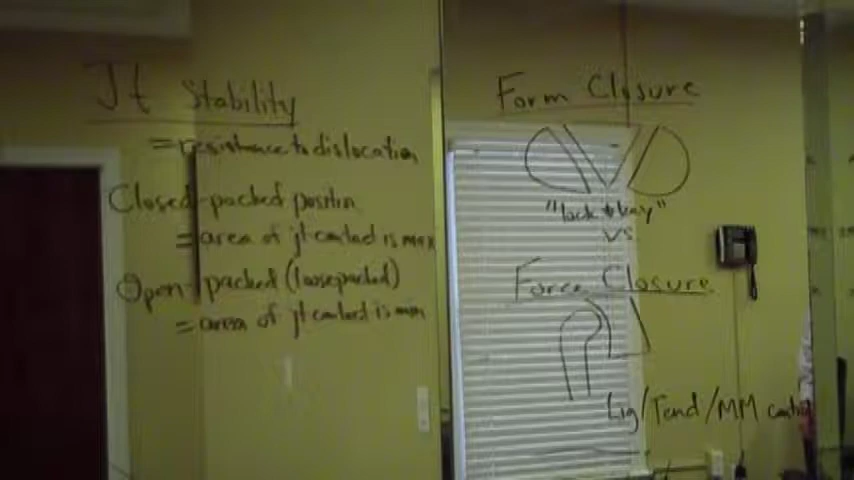 Jt Stability
= resistance to dislocation
Closed-packed position
= area of jt contact is max
Open-packed (loosepacked)
= area of jt contact is min
Form Closure
"lock + key"
VS.
Force Closure
Lig/Tend/MM